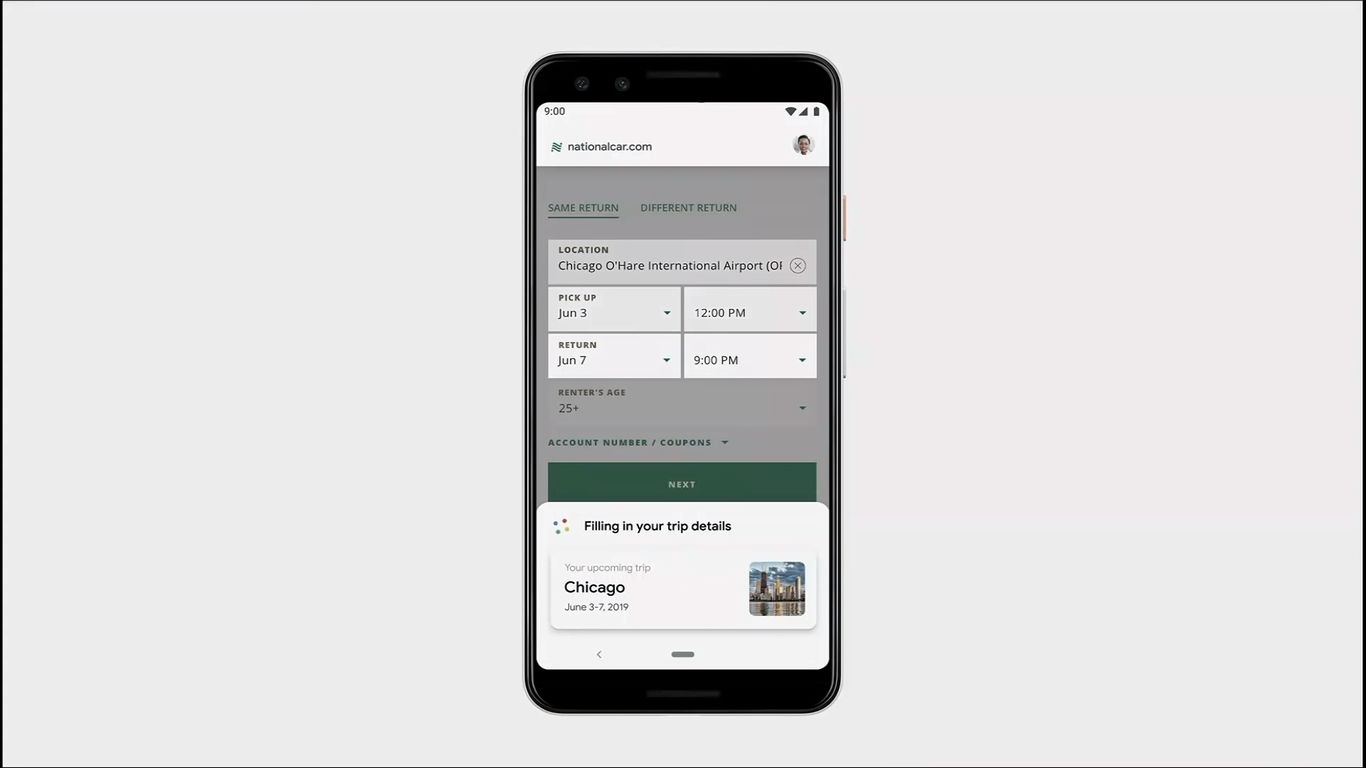 9:00
nationalcar.com
SAME RETURN DIFFERENT RETURN
LOCATION
Chicago O'Hare International Airport (OF
PICK UP
Jun 3 12:00 PM
RETURN
Jun 7 9:00 PM
RENTER'S AGE
25+
ACCOUNT NUMBER / COUPONS
NEXT
Filling in your trip details
Your upcoming trip
Chicago
June 3-7, 2019